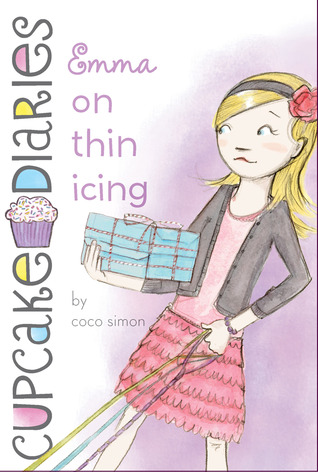 CUPCAKE DIARIES
Emma
on
thin
icing
by
coco simon